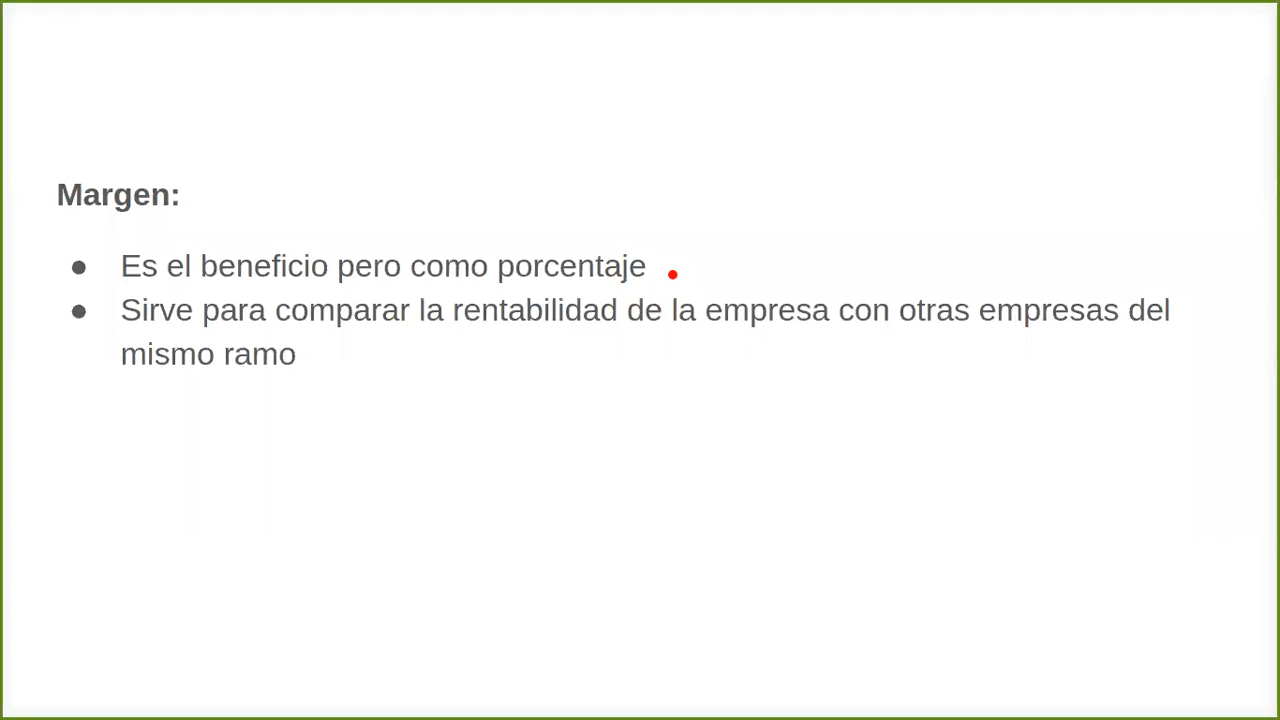 Margen:
● Es el beneficio pero como porcentaje
● Sirve para comparar la rentabilidad de la empresa con otras empresas del
mismo ramo